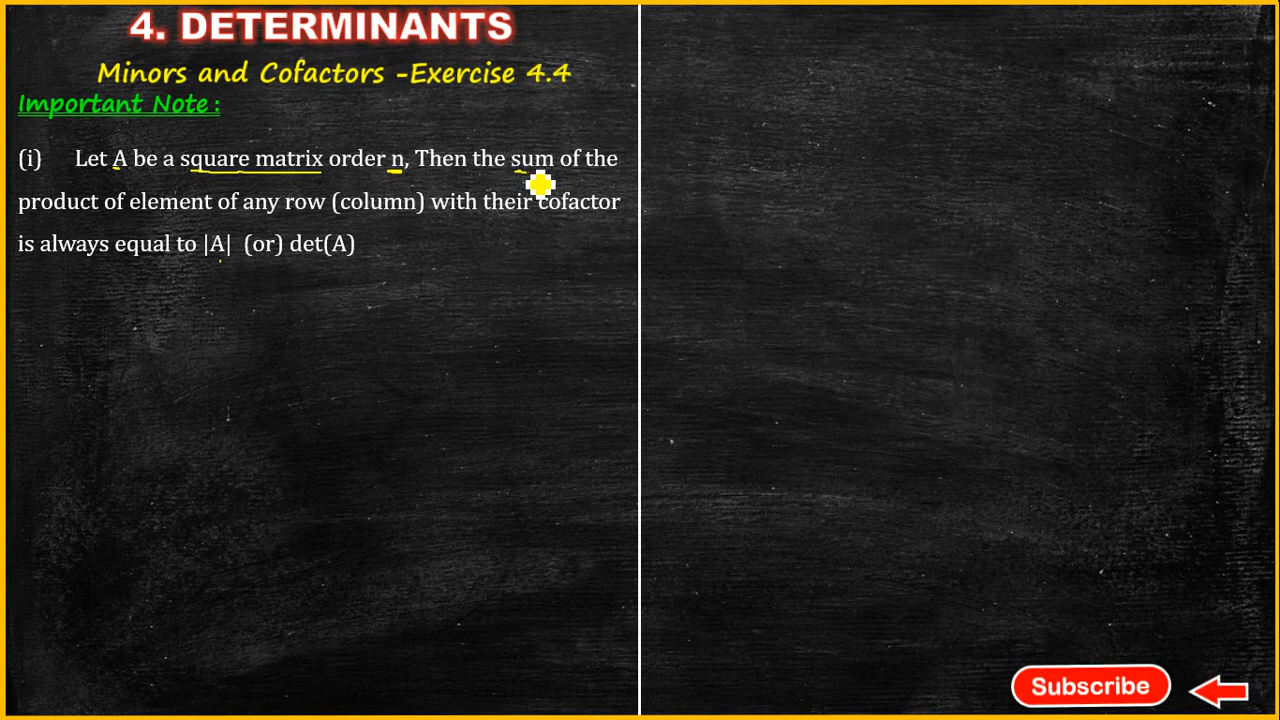 4. DETERMINANTS
Minors and Cofactors -Exercise 4.4
Important Note :
(i) Let A be a square matrix order n, Then the sum of the
product of element of any row (column) with their cofactor
is always equal to |A| (or) det(A)
Subscribe